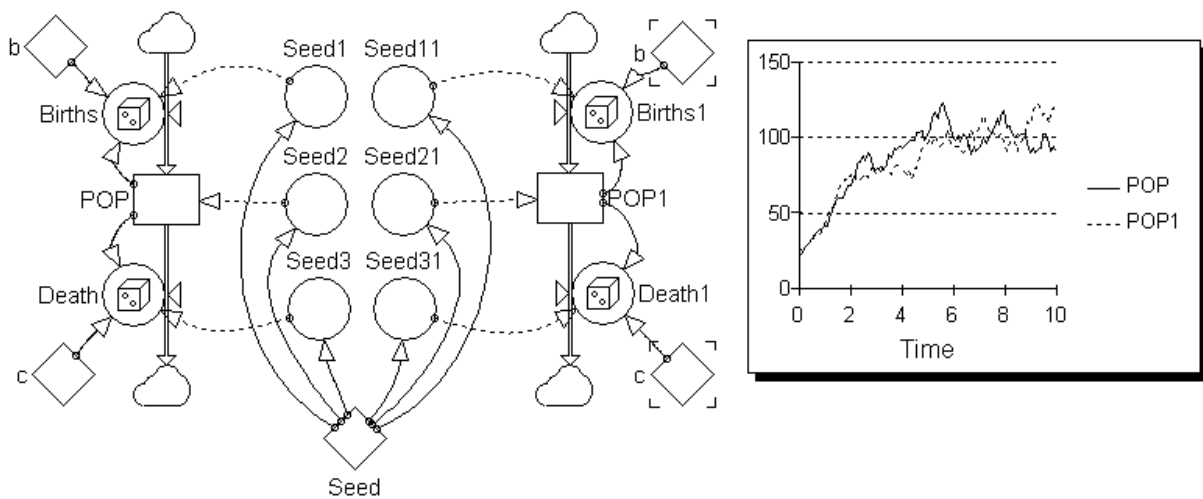 b
Births
POP
Death
c
Seed1
Seed2
Seed3
Seed11
Seed21
Seed31
Seed
b
Births1
POP1
Death1
c
150
100
50
0
0 2 4 6 8 10
Time
POP
POP1